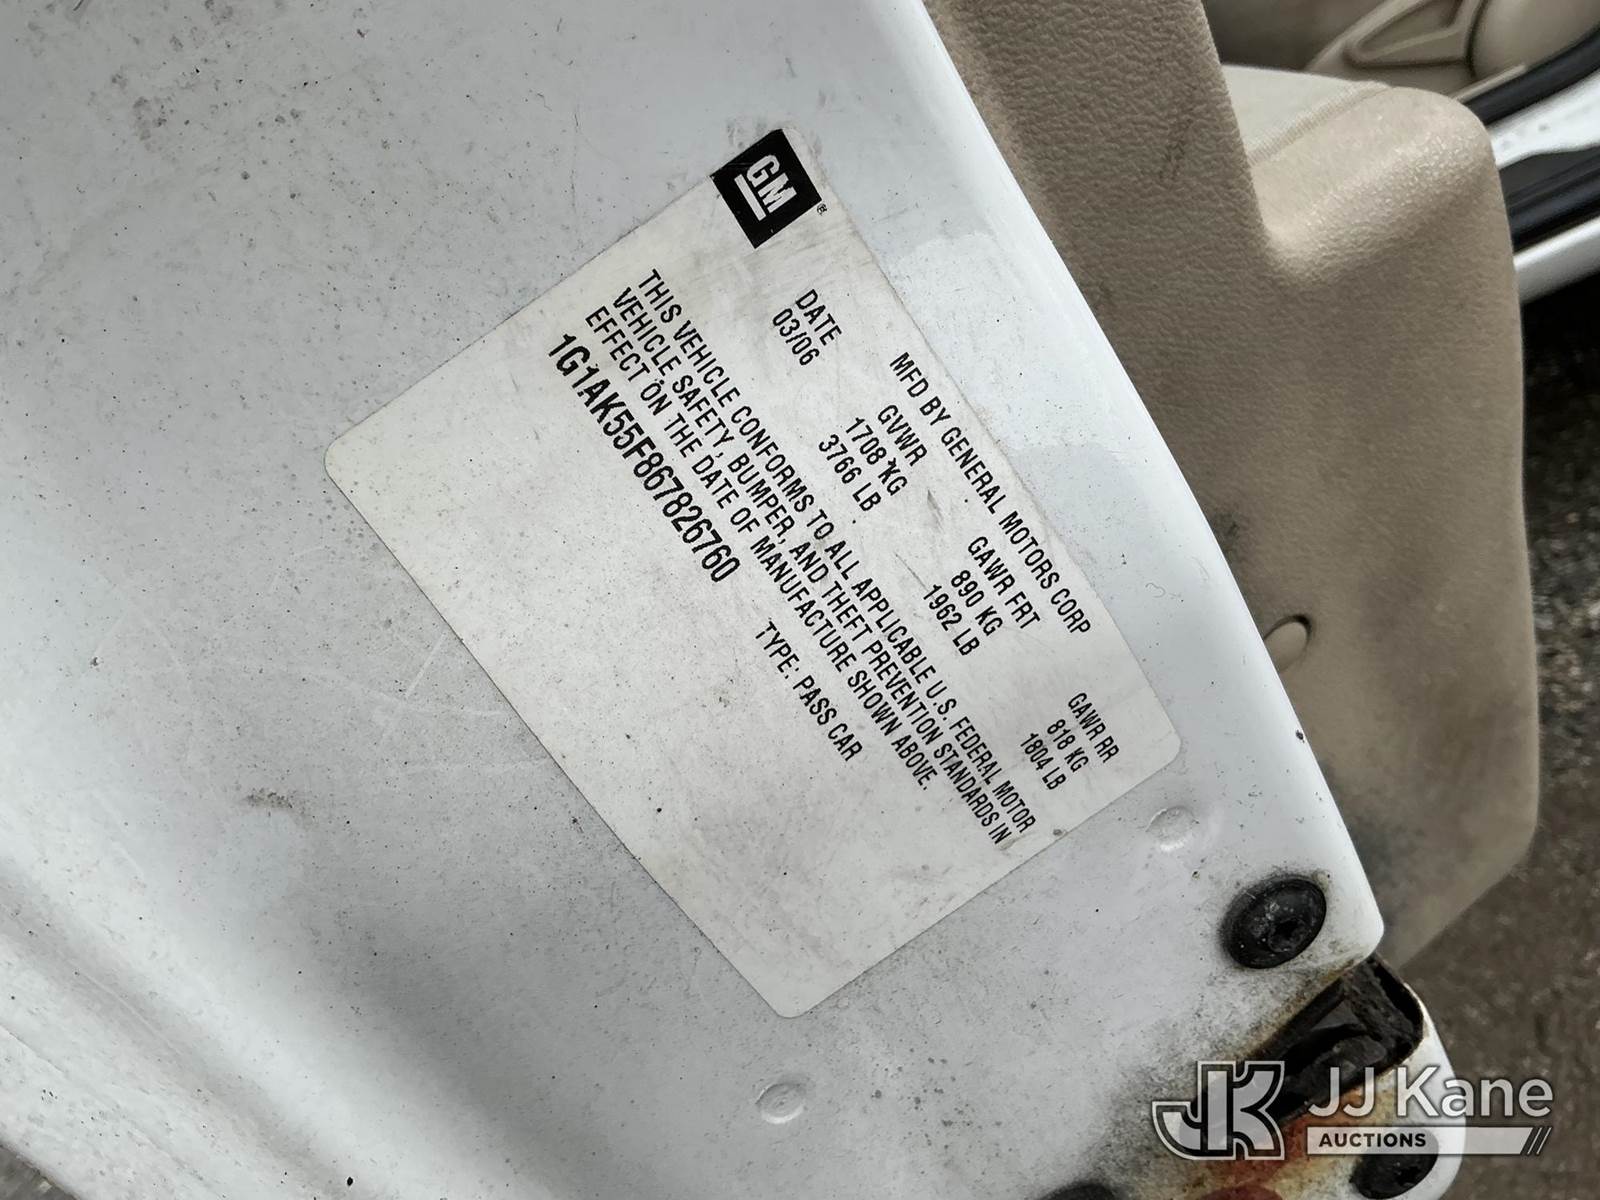 GM®
MFD BY GENERAL MOTORS CORP
DATE GVWR GAWR FRT GAWR RR
03/06 1708 KG 890 KG 818 KG
3766 LB 1962 LB 1804 LB
THIS VEHICLE CONFORMS TO ALL APPLICABLE U.S. FEDERAL MOTOR
VEHICLE SAFETY, BUMPER, AND THEFT PREVENTION STANDARDS IN
EFFECT ON THE DATE OF MANUFACTURE SHOWN ABOVE.
1G1AK55F867826760 TYPE: PASS CAR
JK JJ Kane
AUCTIONS